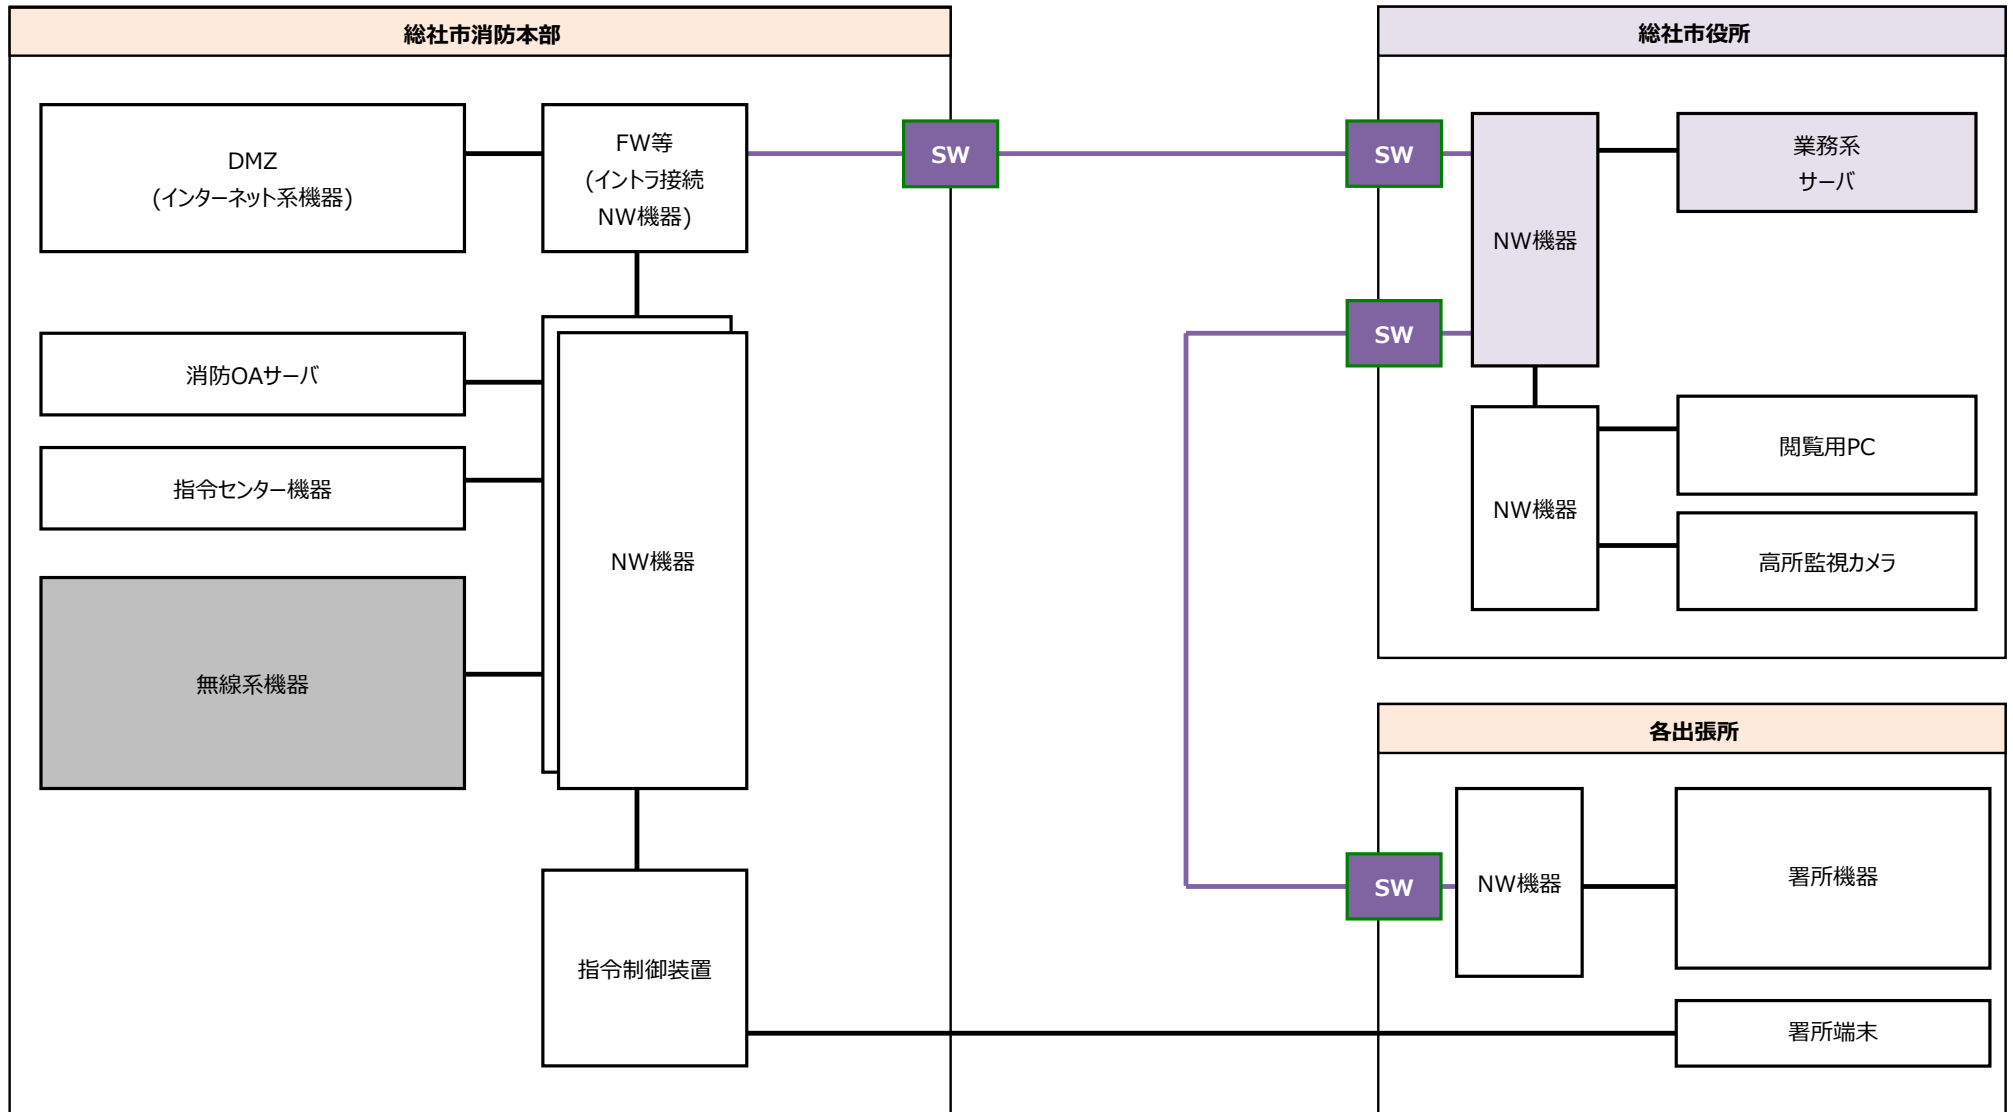 総社市消防本部
DMZ
(インターネット系機器)
FW等
(イントラ接続
NW機器)
SW
消防OAサーバ
指令センター機器
無線系機器
NW機器
指令制御装置
総社市役所
SW
NW機器
業務系
サーバ
SW
NW機器
閲覧用PC
高所監視カメラ
各出張所
SW
NW機器
署所機器
署所端末